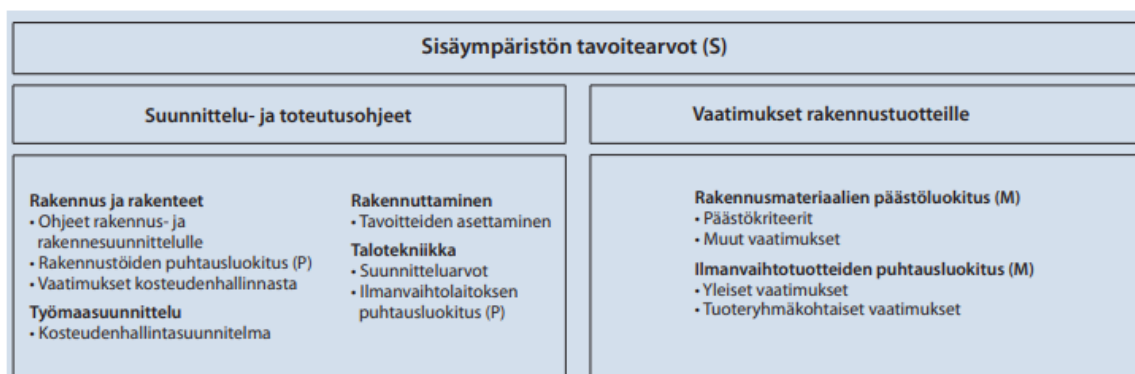 Sisäympäristön tavoitearvot (S)
Suunnittelu- ja toteutusohjeet
Vaatimukset rakennustuotteille
Rakennus ja rakenteet
• Ohjeet rakennus- ja
rakennesuunnittelulle
• Rakennustöiden puhtausluokitus (P)
• Vaatimukset kosteudenhallinnasta
Työmaasuunnittelu
• Kosteudenhallintasuunnitelma
Rakennuttaminen
• Tavoitteiden asettaminen
Talotekniikka
• Suunnitteluarvot
• Ilmanvaihtolaitoksen
puhtausluokitus (P)
Rakennusmateriaalien päästöluokitus (M)
• Päästökriteerit
• Muut vaatimukset
Ilmanvaihtotuotteiden puhtausluokitus (M)
• Yleiset vaatimukset
• Tuoteryhmäkohtaiset vaatimukset